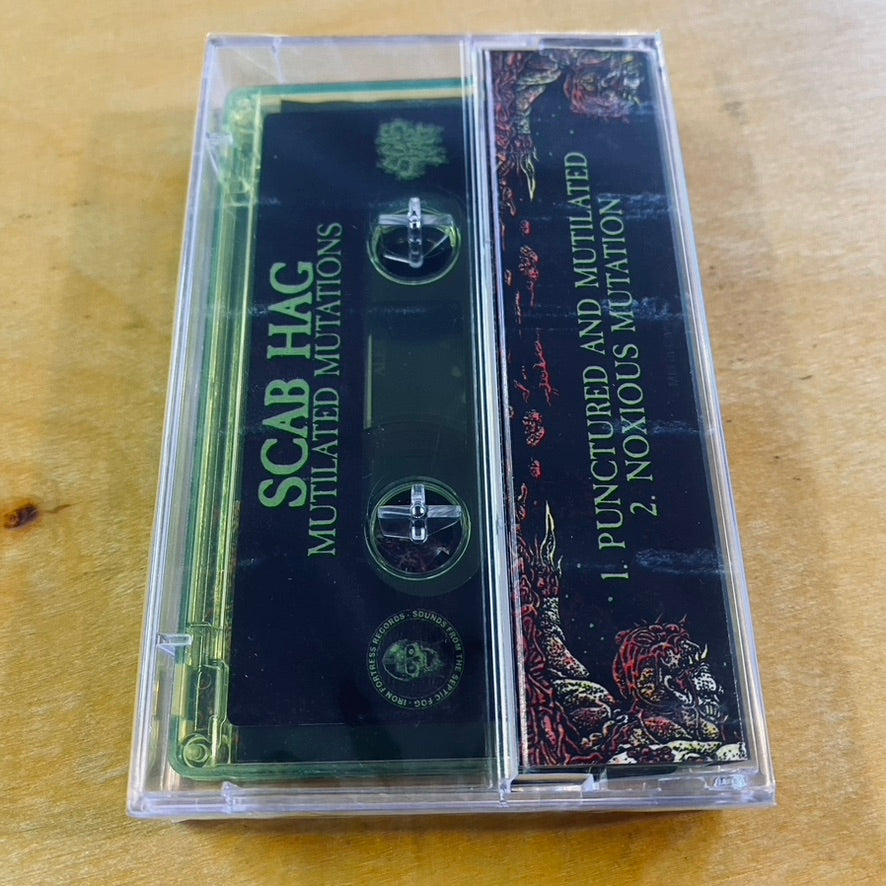 SCAB HAG
MUTILATED MUTATIONS
IRON FORTRESS RECORDS · SOUNDS FROM THE SEPTIC FOG ·
1. PUNCTURED AND MUTILATED
2. NOXIOUS MUTATION